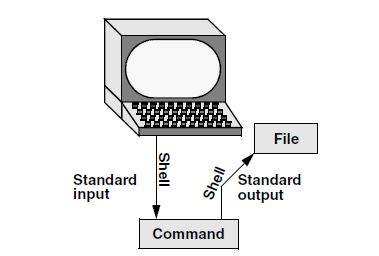 File
Shell
Shell
Standard
input
Standard
output
Command